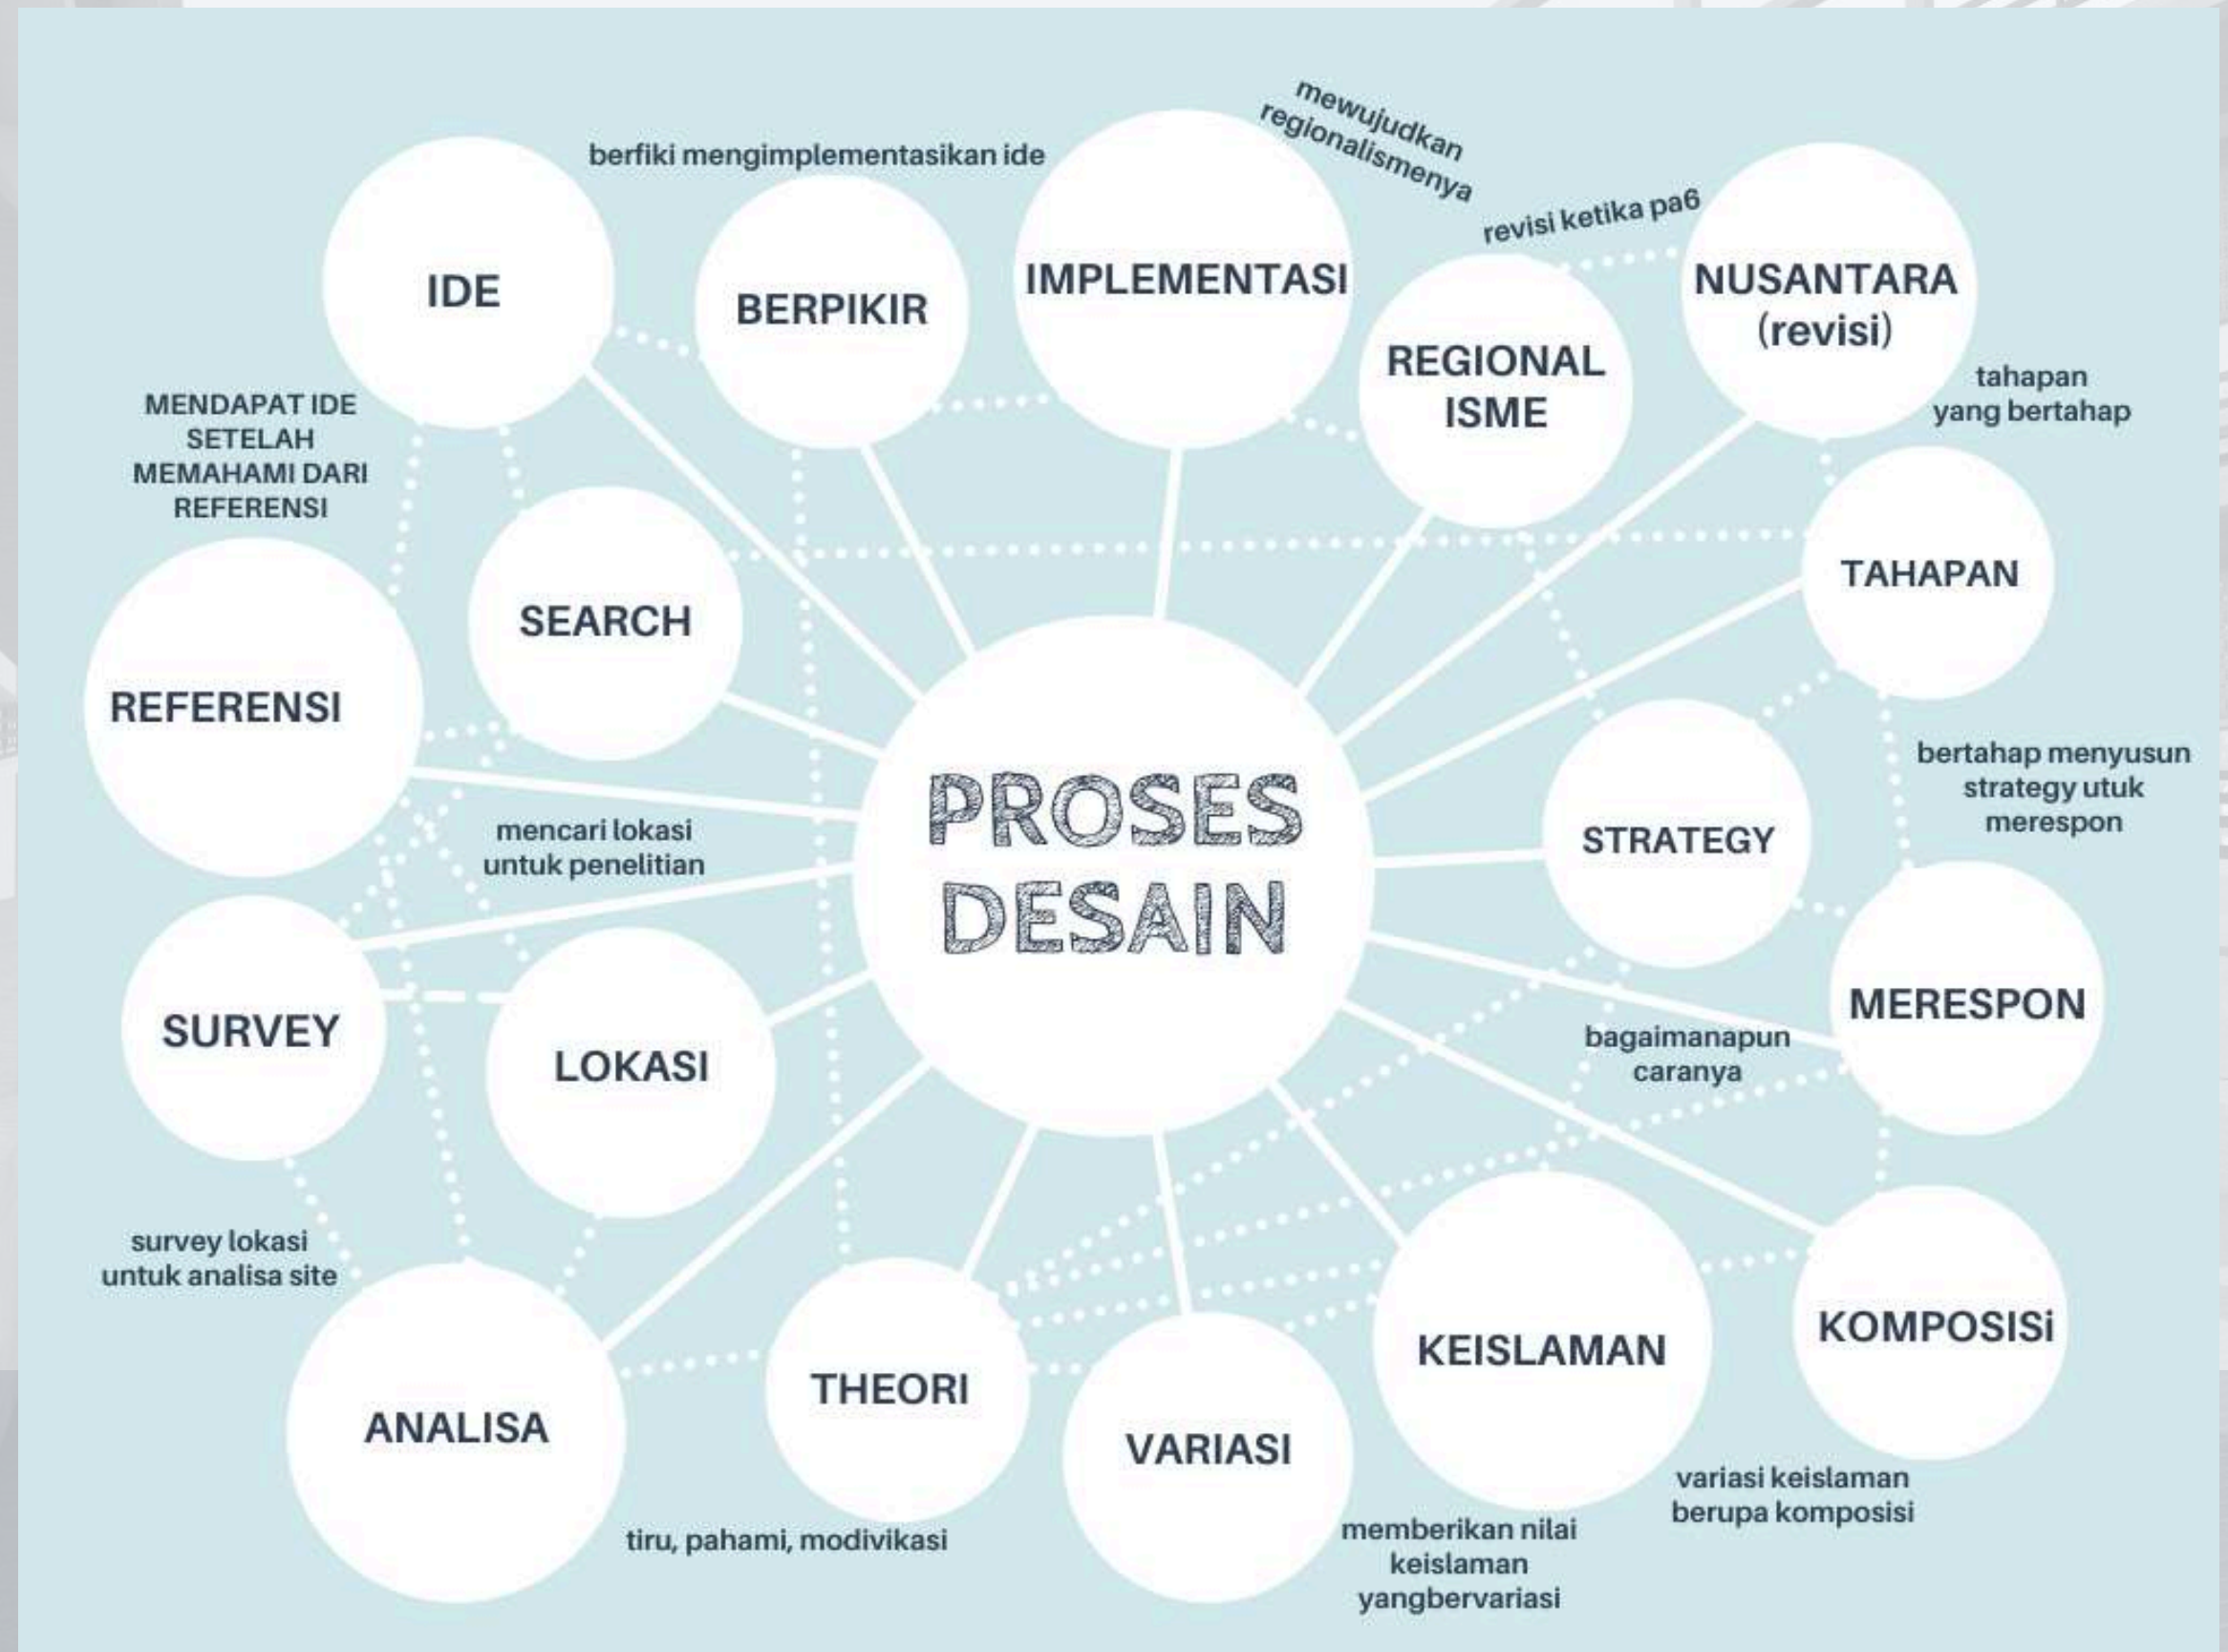 mewujudkan
regionalismenya
berfiki mengimplementasikan ide
revisi ketika pa6
IDE
BERPIKIR
IMPLEMENTASI
REGIONAL
ISME
NUSANTARA
(revisi)
tahapan
yang bertahap
MENDAPAT IDE
SETELAH
MEMAHAMI DARI
REFERENSI
SEARCH
TAHAPAN
REFERENSI
PROSES
DESAIN
STRATEGY
bertahap menyusun
strategy utuk
merespon
mencari lokasi
untuk penelitian
SURVEY
LOKASI
MERESPON
bagaimanapun
caranya
survey lokasi
untuk analisa site
ANALISA
THEORI
VARIASI
KEISLAMAN
KOMPOSISi
tiru, pahami, modivikasi
memberikan nilai
keislaman
yangbervariasi
variasi keislaman
berupa komposisi